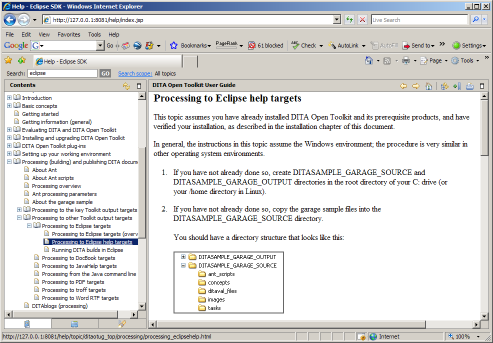 Help - Eclipse SDK - Windows Internet Explorer
http://127.0.0.1:8081/help/index.jsp
Live Search
File Edit View Favorites Tools Help
Google G Go Bookmarks PageRank 61 blocked Check AutoLink AutoFill Send to Settings
Help - Eclipse SDK Page Tools
Search: eclipse GO Search scope: All topics
Contents
Introduction
Basic concepts
Getting started
Getting information (general)
Evaluating DITA and DITA Open Toolkit
Installing and upgrading DITA Open Toolkit
DITA Open Toolkit plug-ins
Setting up your working environment
Processing (building) and publishing DITA docume
About Ant
About Ant scripts
Processing overview
Ant processing parameters
About the garage sample
Processing to the key Toolkit output targets
Processing to other Toolkit output targets
Processing to Eclipse targets
Processing to Eclipse targets (overv
Processing to Eclipse help targets
Running DITA builds in Eclipse
Processing to DocBook targets
Processing to JavaHelp targets
Processing from the Java command line
Processing to PDF targets
Processing to troff targets
Processing to Word RTF targets
DITAblogs (processing)
DITA Open Toolkit User Guide
Processing to Eclipse help targets
This topic assumes you have already installed DITA Open Toolkit and its prerequisite products, and
have verified your installation, as described in the installation chapter of this document.
In general, the instructions in this topic assume the Windows environment; the procedure is very similar in
other operating system environments.
1. If you have not already done so, create DITASAMPLE_GARAGE_SOURCE and
DITASAMPLE_GARAGE_OUTPUT directories in the root directory of your C: drive (or
your /home directory in Linux).
2. If you have not already done so, copy the garage sample files into the
DITASAMPLE_GARAGE_SOURCE directory.
You should have a directory structure that looks like this:
DITASAMPLE_GARAGE_OUTPUT
DITASAMPLE_GARAGE_SOURCE
ant_scripts
concepts
ditaval_files
images
tasks
http://127.0.0.1:8081/help/topic/ditaotug_top/processing/processing_eclipsehelp.html
Internet
100%